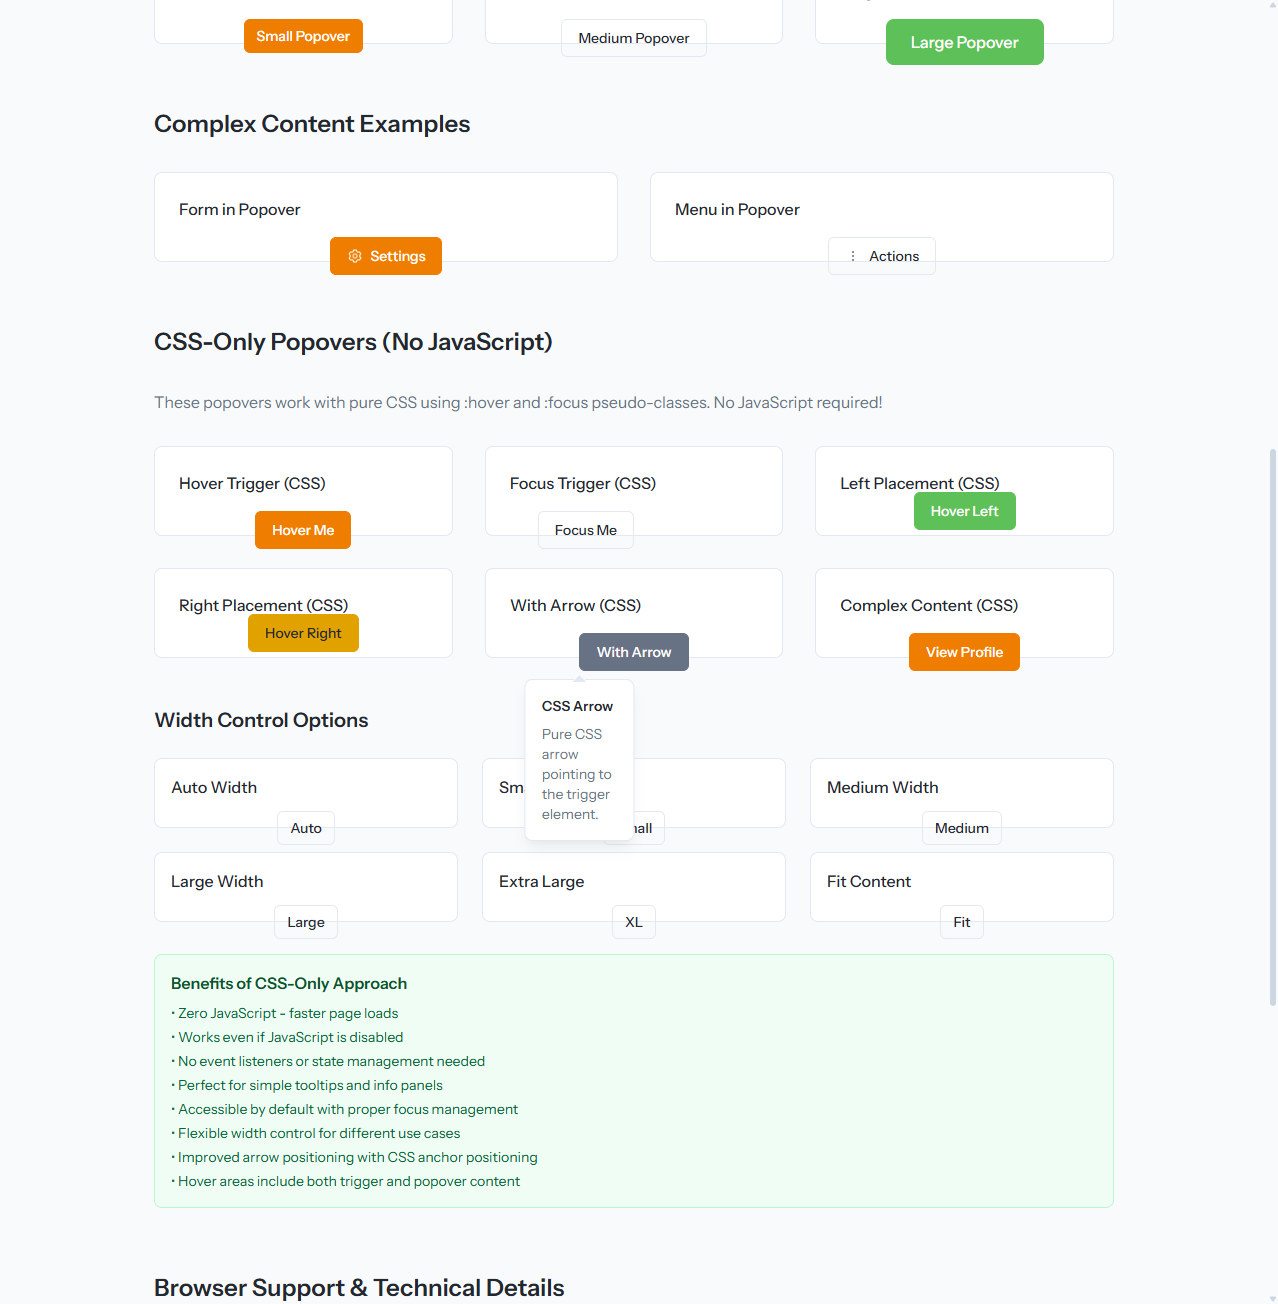 Small Popover
Medium Popover
Large Popover
Complex Content Examples
Form in Popover
Menu in Popover
Settings
Actions
CSS-Only Popovers (No JavaScript)
These popovers work with pure CSS using :hover and :focus pseudo-classes. No JavaScript required!
Hover Trigger (CSS)
Focus Trigger (CSS)
Left Placement (CSS)
Hover Me
Focus Me
Hover Left
Right Placement (CSS)
With Arrow (CSS)
Complex Content (CSS)
Hover Right
With Arrow
View Profile
CSS Arrow
Pure CSS
arrow
pointing to
the trigger
element.
Width Control Options
Auto Width
Medium Width
Auto
Medium
Large Width
Extra Large
Fit Content
Large
XL
Fit
Benefits of CSS-Only Approach
• Zero JavaScript - faster page loads
• Works even if JavaScript is disabled
• No event listeners or state management needed
• Perfect for simple tooltips and info panels
• Accessible by default with proper focus management
• Flexible width control for different use cases
• Improved arrow positioning with CSS anchor positioning
• Hover areas include both trigger and popover content
Browser Support & Technical Details